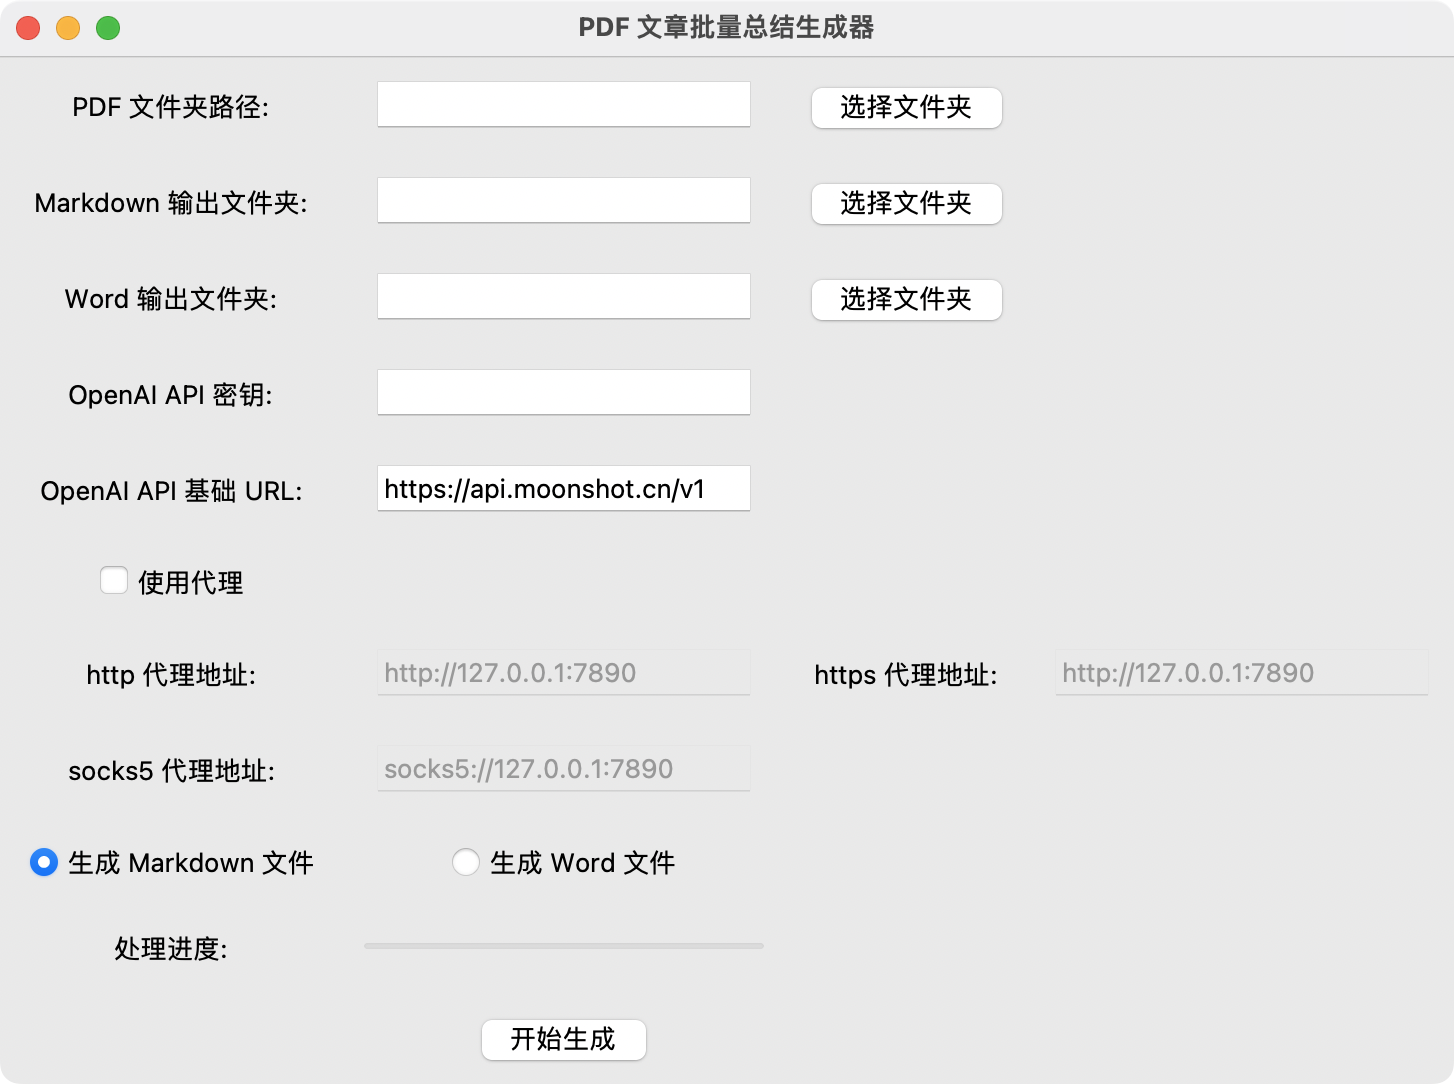 PDF 文章批量总结生成器
PDF 文件夹路径:
选择文件夹
Markdown 输出文件夹:
选择文件夹
Word 输出文件夹:
选择文件夹
OpenAI API 密钥:
OpenAI API 基础 URL:
https://api.moonshot.cn/v1
使用代理
http 代理地址:
http://127.0.0.1:7890
https 代理地址:
http://127.0.0.1:7890
socks5 代理地址:
socks5://127.0.0.1:7890
生成 Markdown 文件
生成 Word 文件
处理进度:
开始生成